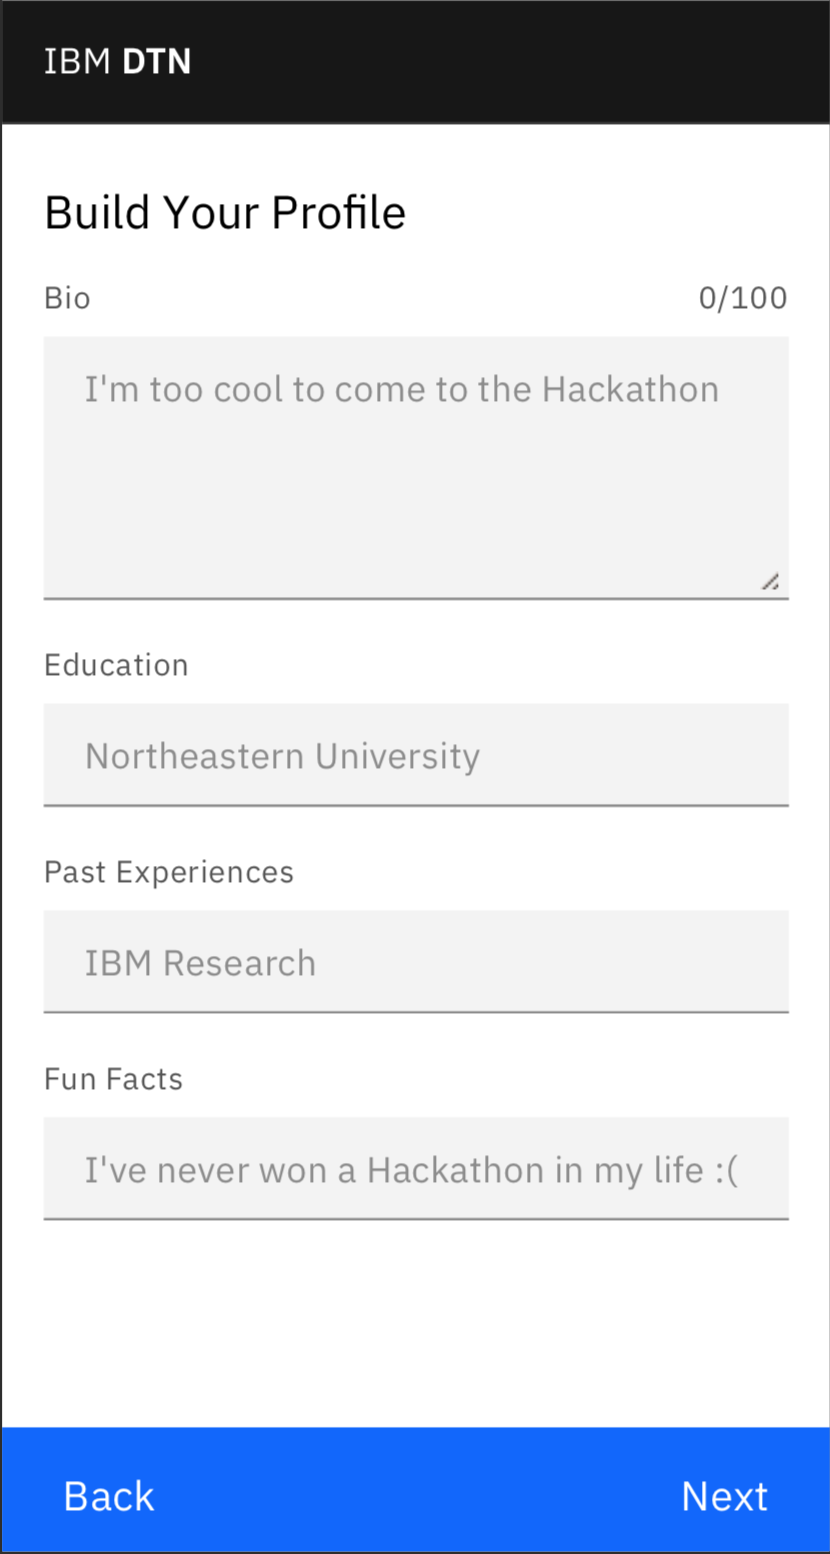 IBM DTN
Build Your Profile
Bio 0/100
I'm too cool to come to the Hackathon
Education
Northeastern University
Past Experiences
IBM Research
Fun Facts
I've never won a Hackathon in my life :(
Back Next